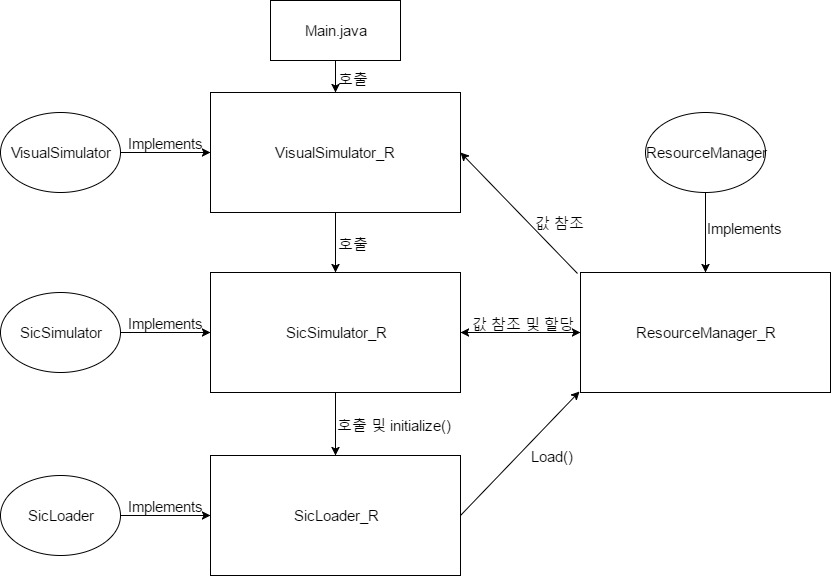 Main.java
호출
VisualSimulator
Implements
VisualSimulator_R
ResourceManager
값 참조
Implements
호출
SicSimulator
Implements
SicSimulator_R
값 참조 및 할당
ResourceManager_R
호출 및 initialize()
Load()
SicLoader
Implements
SicLoader_R